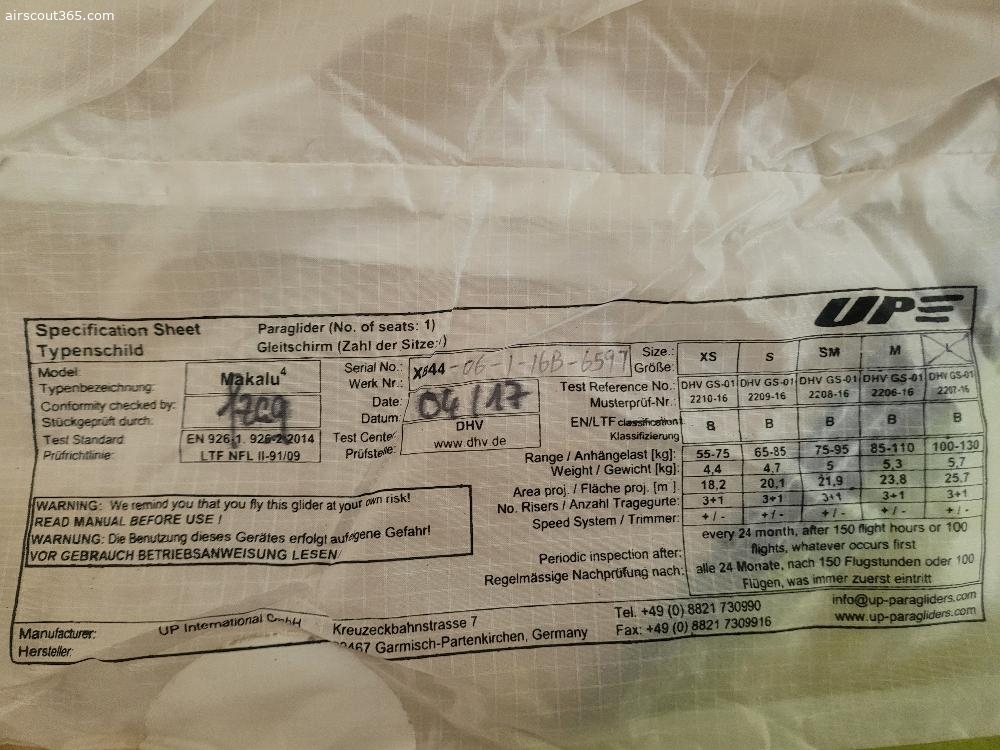 airscout365.com
UP
Specification Sheet
Typenschild
Paraglider (No. of seats: 1)
Gleitschirm (Zahl der Sitze:)
Model:
Typenbezeichnung:
Makalu4
Conformity checked by:
Stückgeprüft durch:
Test Standard
Prüfrichtlinie:
EN 926-1, 926-2:2014
LTF NFL II-91/09
Serial No.:
Werk Nr.:
X644-06-1-16B-6597
Date:
Datum:
04/17
Test Center
Prüfstelle:
DHV
www.dhv.de
Size.:
Größe:
XS S SM M L
Test Reference No.:
Musterprüf-Nr.:
DHV GS-01 DHV GS-01 DHV GS-01 DHV GS-01 DHV GS-01
2210-16 2209-16 2208-16 2206-16 2207-16
EN/LTF classification
Klassifizierung
B B B B B
Range / Anhängelast [kg]: 55-75 65-85 75-95 85-110 100-130
Weight / Gewicht [kg]: 4,4 4,7 5 5,3 5,7
Area proj. / Fläche proj. [m ]: 18,2 20,1 21,9 23,8 25,7
No. Risers / Anzahl Tragegurte: 3+1 3+1 3+1 3+1 3+1
Speed System / Trimmer: + / - + / - + / - + / - + / -
Periodic inspection after:
every 24 month, after 150 flight hours or 100
flights, whatever occurs first
Regelmässige Nachprüfung nach:
alle 24 Monate, nach 150 Flugstunden oder 100
Flügen, was immer zuerst eintritt
WARNING: We remind you that you fly this glider at your own risk!
READ MANUAL BEFORE USE !
WARNUNG: Die Benutzung dieses Gerätes erfolgt auf eigene Gefahr!
VOR GEBRAUCH BETRIEBSANWEISUNG LESEN
Manufacturer:
Hersteller:
UP International GmbH
Kreuzeckbahnstrasse 7
Garmisch-Partenkirchen, Germany
Tel. +49 (0) 8821 730990
Fax: +49 (0) 8821 7309916
info@up-paragliders.com
www.up-paragliders.com